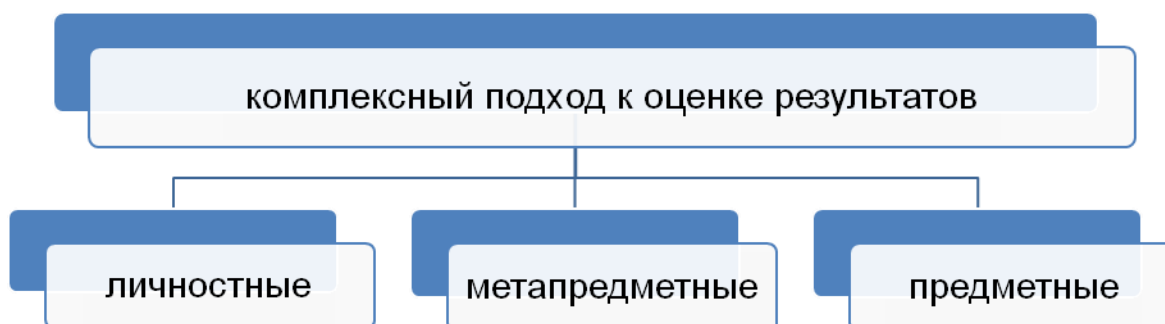 комплексный подход к оценке результатов
личностные
метапредметные
предметные